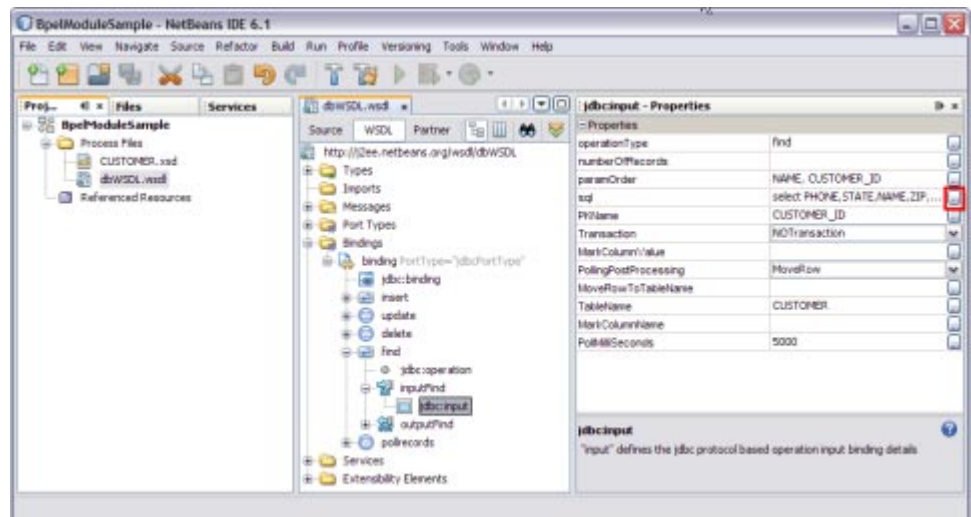 BpelModuleSample - NetBeans IDE 6.1
File Edit View Navigate Source Refactor Build Run Profile Versioning Tools Window Help
Proj...
Files
Services
BpelModuleSample
Process Files
CUSTOMER.xsd
dbWSDL.wsdl
Referenced Resources
dbWSDL.wsdl
Source WSDL Partner
http://j2ee.netbeans.org/wsdl/dbWSDL
Types
Imports
Messages
Port Types
Bindings
binding PortType="jdbcPortType"
jdbc:binding
insert
update
delete
find
jdbc:operation
inputFind
jdbc:input
outputFind
pollrecords
Services
Extensibility Elements
jdbc:input - Properties
Properties
operationType find
numberOfRecords
paramOrder NAME, CUSTOMER_ID
sql select PHONE,STATE,NAME,ZIP,...
PKName CUSTOMER_ID
Transaction NOTransaction
MarkColumnValue
PollingPostProcessing MoveRow
MoveRowToTableName
TableName CUSTOMER
MarkColumnName
PollMilliSeconds 5000
jdbc:input
"input" defines the jdbc protocol based operation input binding details